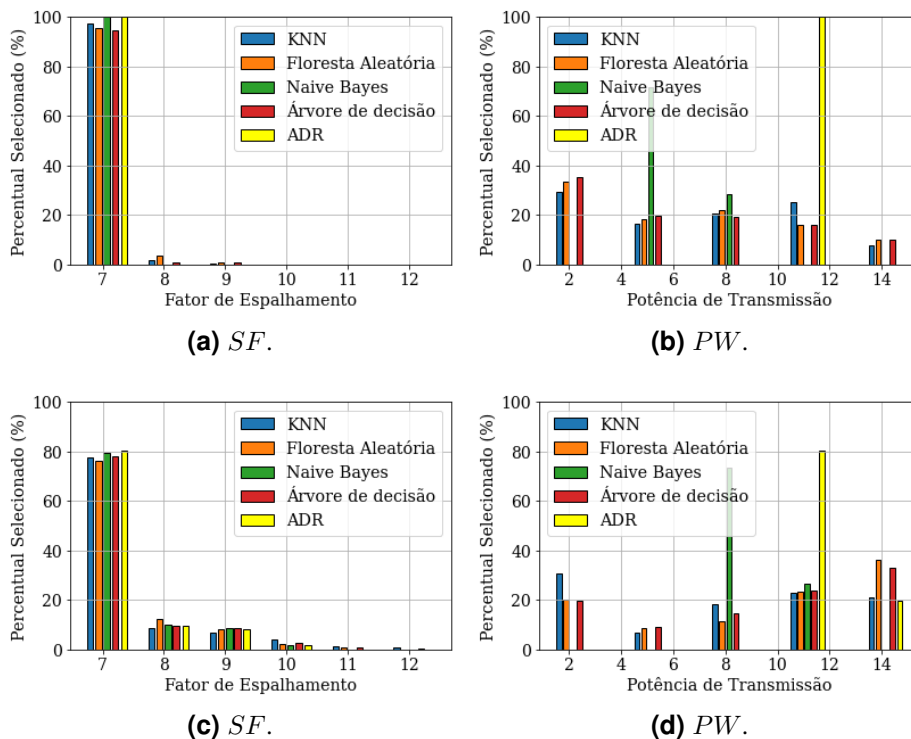 Percentual Selecionado (%)
100
80
60
40
20
0
KNN
Floresta Aleatória
Naive Bayes
Árvore de decisão
ADR
7 8 9 10 11 12
Fator de Espalhamento
(a) SF.
Percentual Selecionado (%)
100
80
60
40
20
0
KNN
Floresta Aleatória
Naive Bayes
Árvore de decisão
ADR
2 4 6 8 10 12 14
Potência de Transmissão
(b) PW.
Percentual Selecionado (%)
100
80
60
40
20
0
KNN
Floresta Aleatória
Naive Bayes
Árvore de decisão
ADR
7 8 9 10 11 12
Fator de Espalhamento
(c) SF.
Percentual Selecionado (%)
100
80
60
40
20
0
KNN
Floresta Aleatória
Naive Bayes
Árvore de decisão
ADR
2 4 6 8 10 12 14
Potência de Transmissão
(d) PW.